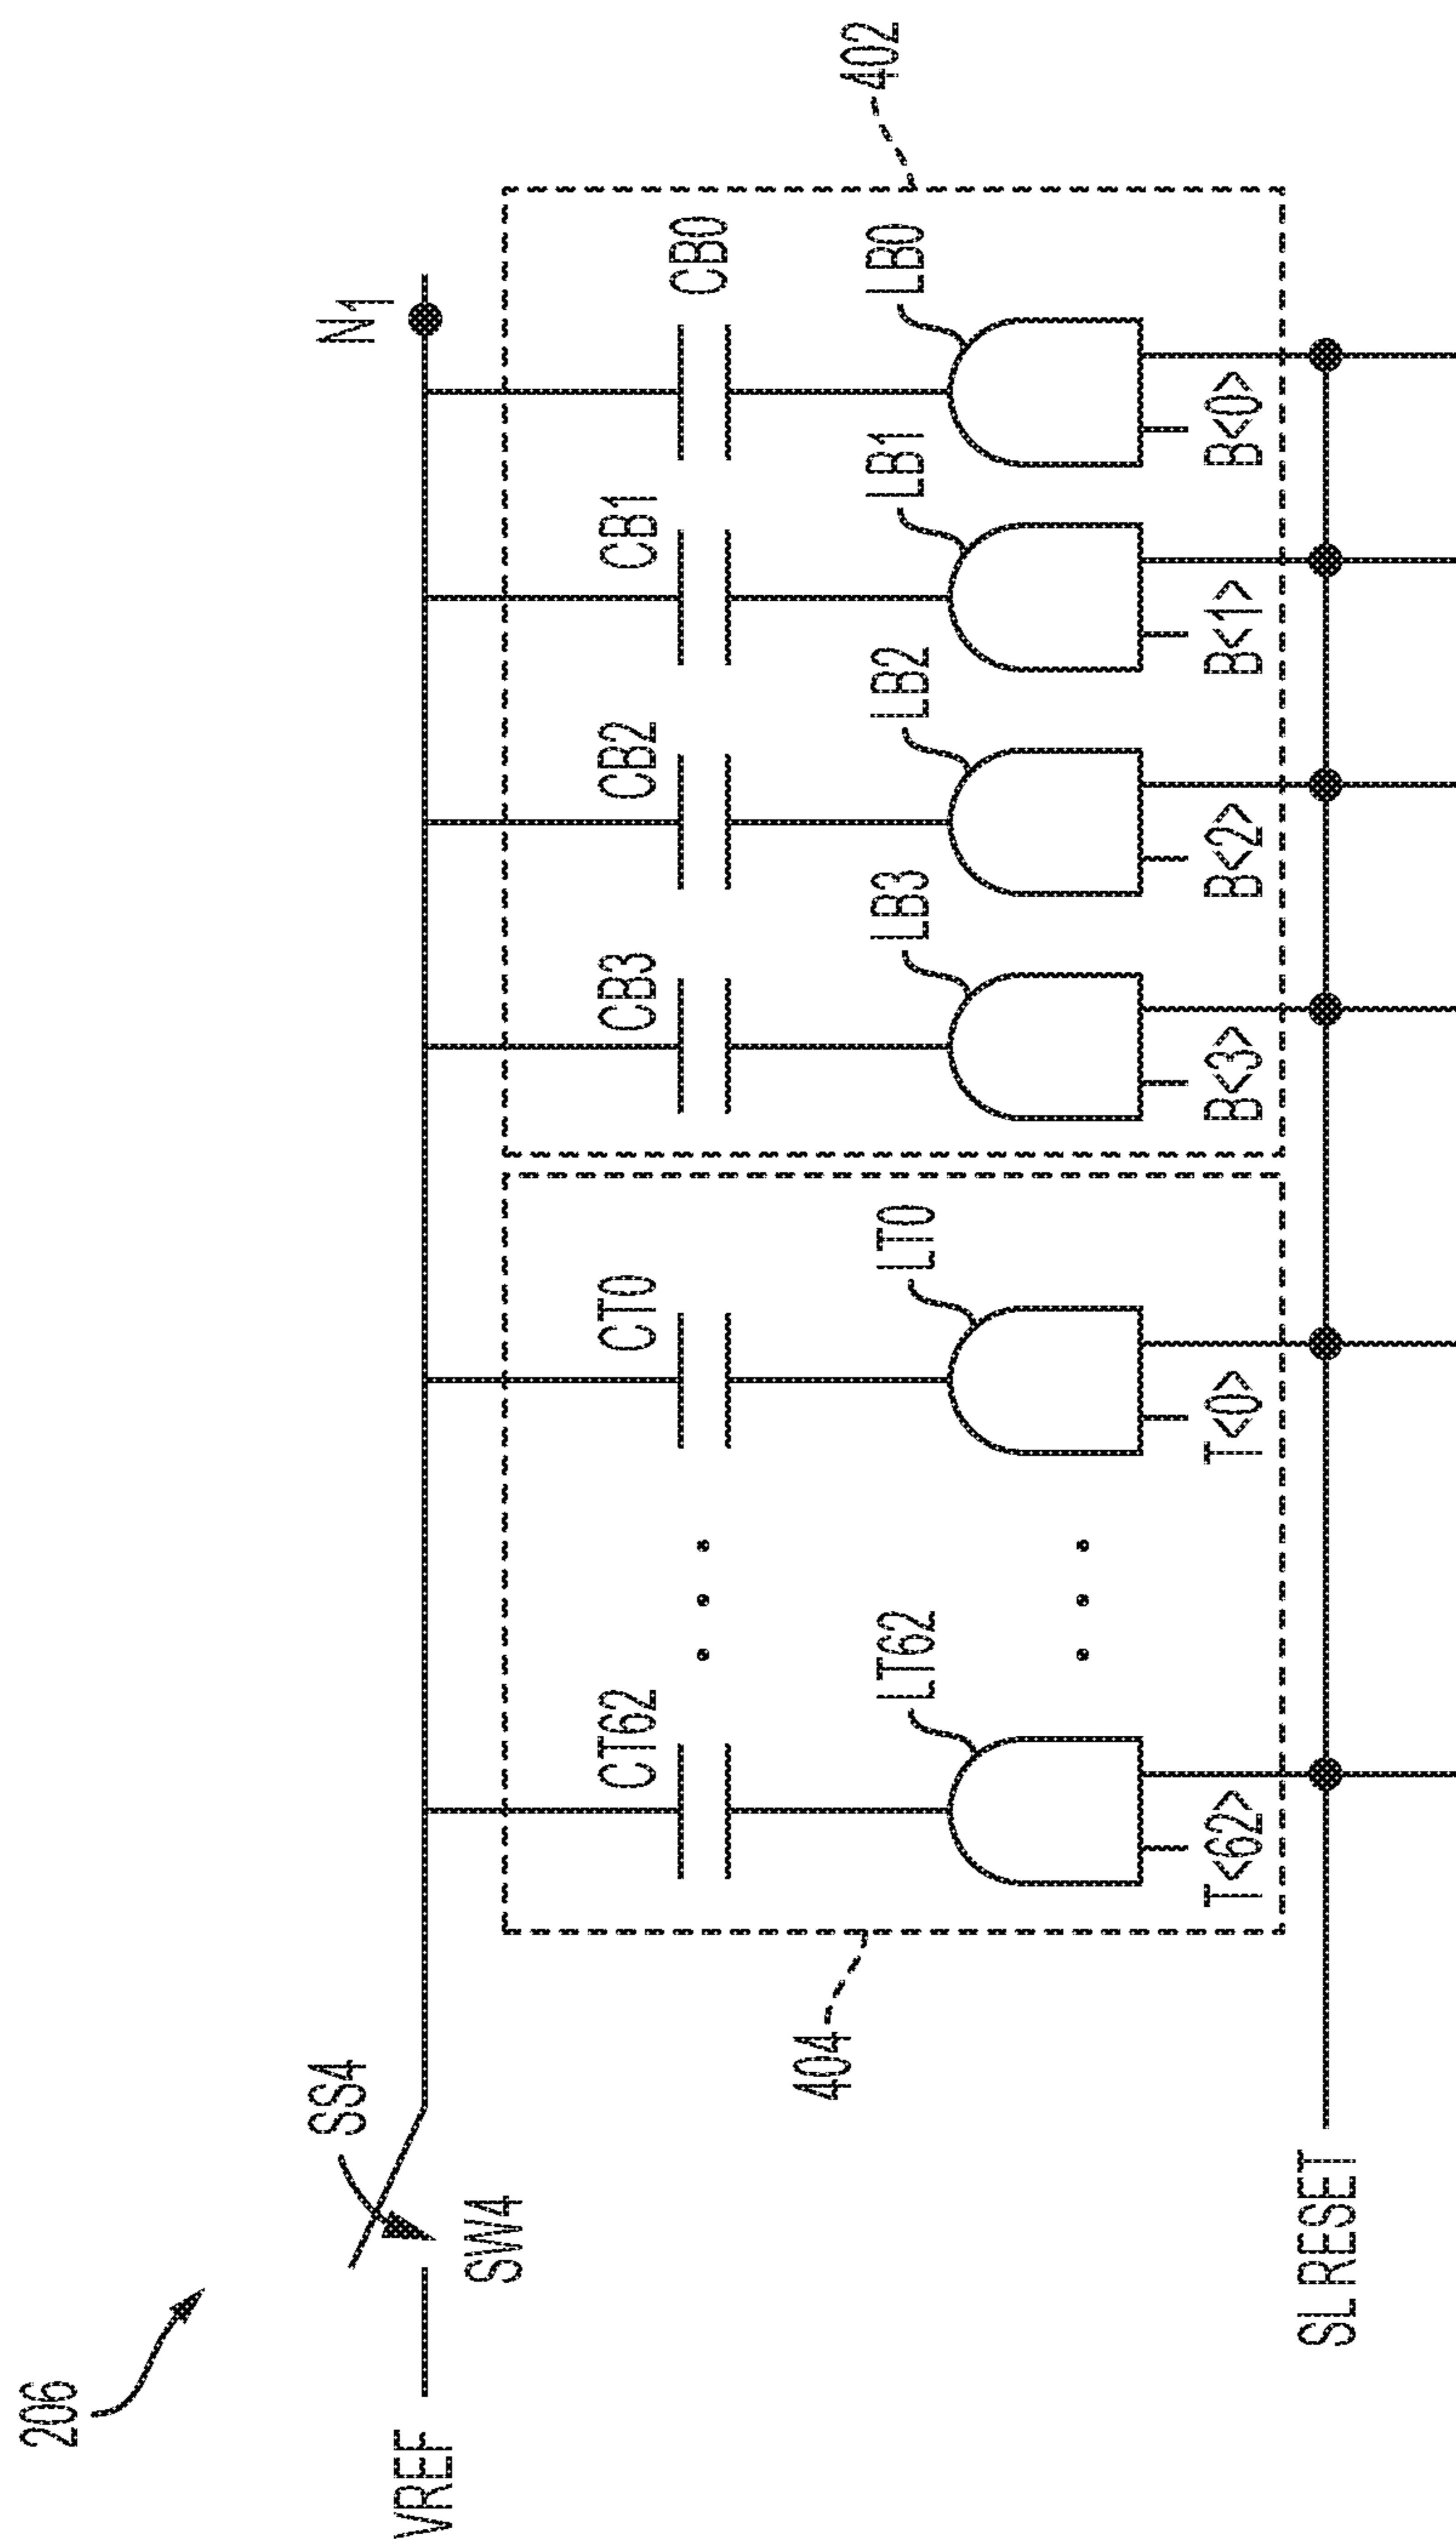 206
VREF
SS4
SW4
N1
CT62
CT0
CB3
CB2
CB1
CB0
LT62
LT0
LB3
LB2
LB1
LB0
404
402
T<62>
T<0>
B<3>
B<2>
B<1>
B<0>
SLRESET